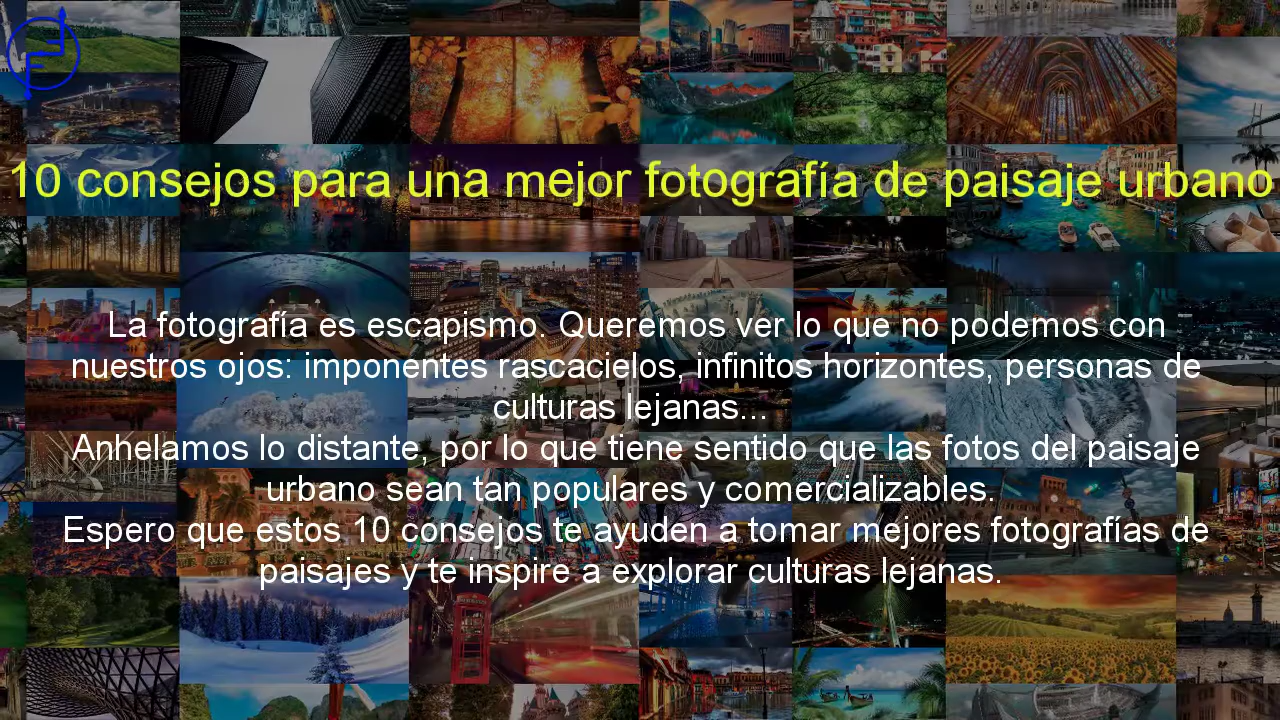 10 consejos para una mejor fotografía de paisaje urbano
La fotografía es escapismo. Queremos ver lo que no podemos con
nuestros ojos: imponentes rascacielos, infinitos horizontes, personas de
culturas lejanas...
Anhelamos lo distante, por lo que tiene sentido que las fotos del paisaje
urbano sean tan populares y comercializables.
Espero que estos 10 consejos te ayuden a tomar mejores fotografías de
paisajes y te inspire a explorar culturas lejanas.